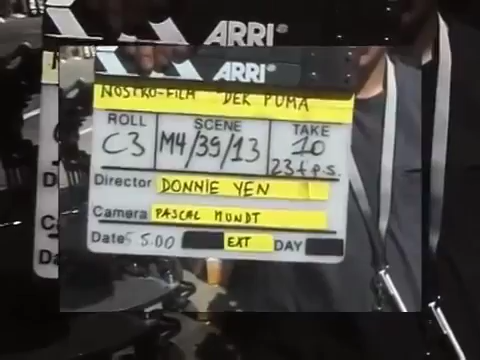 ARRI®
ARRI®
NOSTRO-FILM "DER PUMA
ROLL SCENE TAKE
C3 M4/39/13 10
23 f.p.s.
Director DONNIE YEN
Camera PASCAL MUNDT
Date 5 5.00 EXT DAY